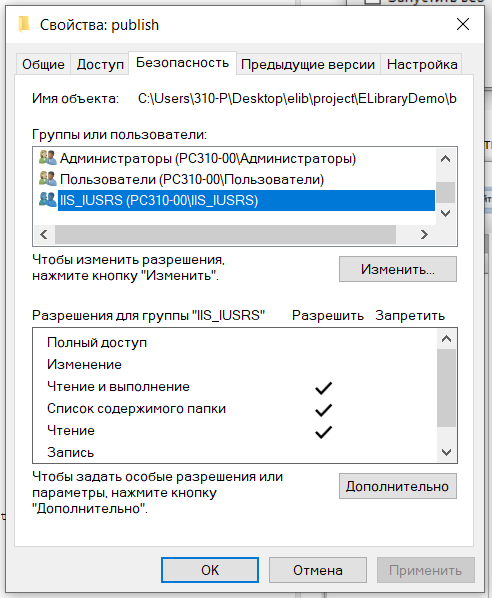 Запустить
Свойства: publish
Общие Доступ Безопасность Предыдущие версии Настройка
Имя объекта: C:\Users\310-P\Desktop\elib\project\ELibraryDemo\b
Группы или пользователи:
Администраторы (PC310-00\Администраторы)
Пользователи (PC310-00\Пользователи)
IIS_IUSRS (PC310-00\IIS_IUSRS)
Чтобы изменить разрешения,
нажмите кнопку "Изменить".
Изменить...
Разрешения для группы "IIS_IUSRS" Разрешить Запретить
Полный доступ
Изменение
Чтение и выполнение
Список содержимого папки
Чтение
Запись
Чтобы задать особые разрешения или
параметры, нажмите кнопку
"Дополнительно".
Дополнительно
OK Отмена Применить